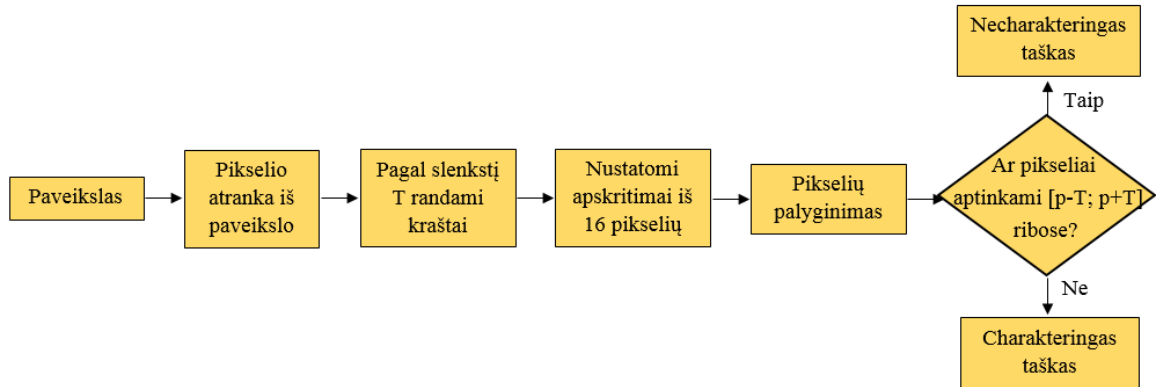 Paveikslas
Pikselio
atranka iš
paveikslo
Pagal slenkstį
T randami
kraštai
Nustatomi
apskritimai iš
16 pikselių
Pikselių
palyginimas
Ar pikseliai
aptinkami [p-T; p+T]
ribose?
Taip
Necharakteringas
taškas
Ne
Charakteringas
taškas